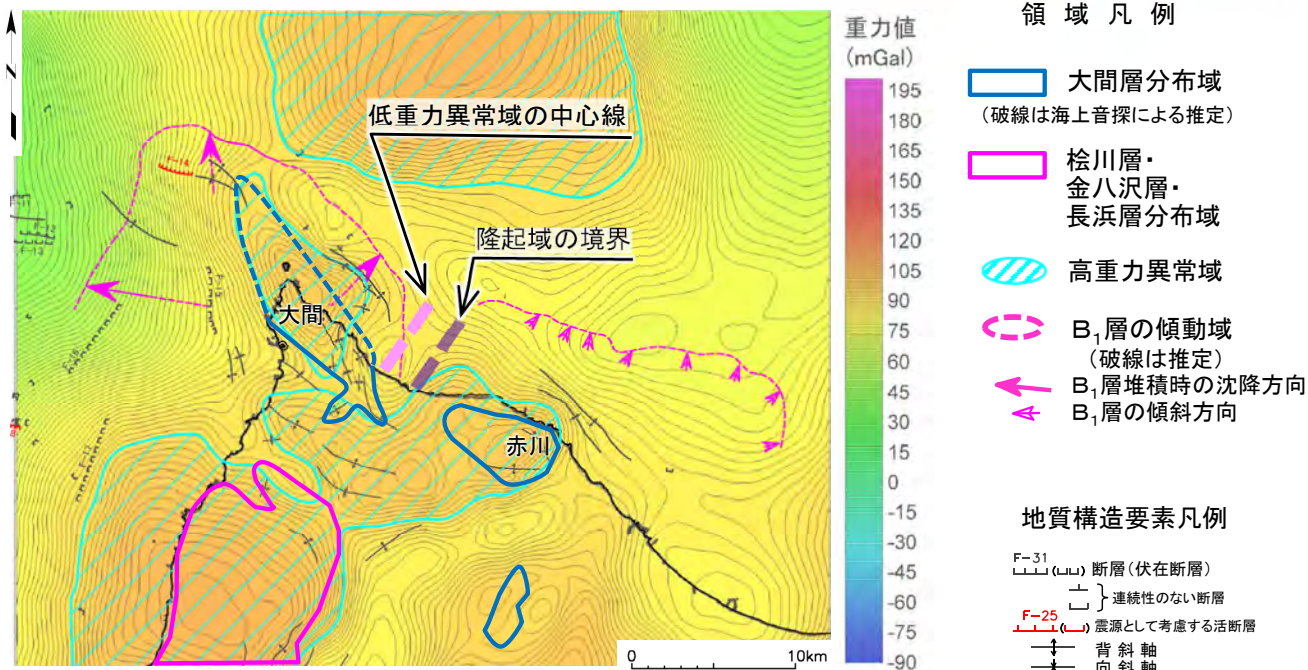 N
低重力異常域の中心線
隆起域の境界
大間
赤川
F-14
0 10km
重力値
(mGal)
195
180
165
150
135
120
105
90
75
60
45
30
15
0
-15
-30
-45
-60
-75
-90
領域凡例
大間層分布域
(破線は海上音探による推定)
桧川層・
金八沢層・
長浜層分布域
高重力異常域
B₁層の傾動域
(破線は推定)
B₁層堆積時の沈降方向
B₁層の傾斜方向
地質構造要素凡例
F-31
断層(伏在断層)
連続性のない断層
F-25
震源として考慮する活断層
背斜軸
向斜軸